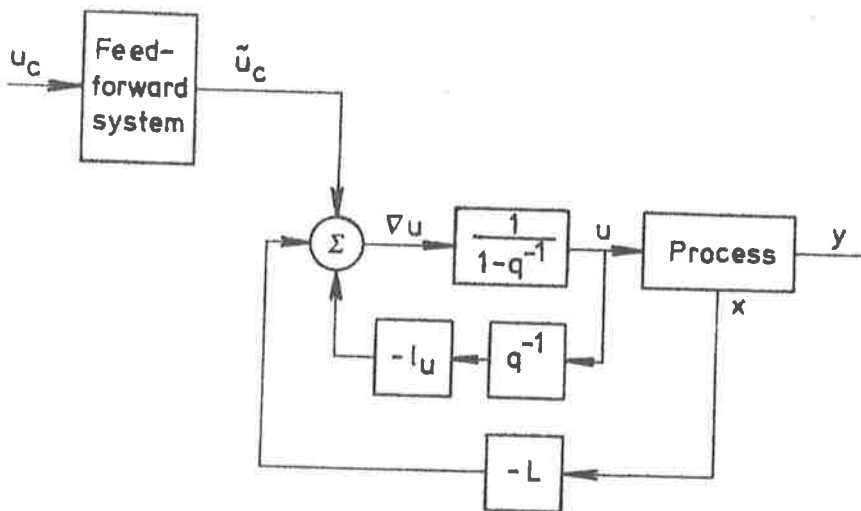 u_c
Feed-
forward
system
ũ_c
Σ
∇u
1
1-q⁻¹
u
Process
y
x
-l_u
q⁻¹
-L